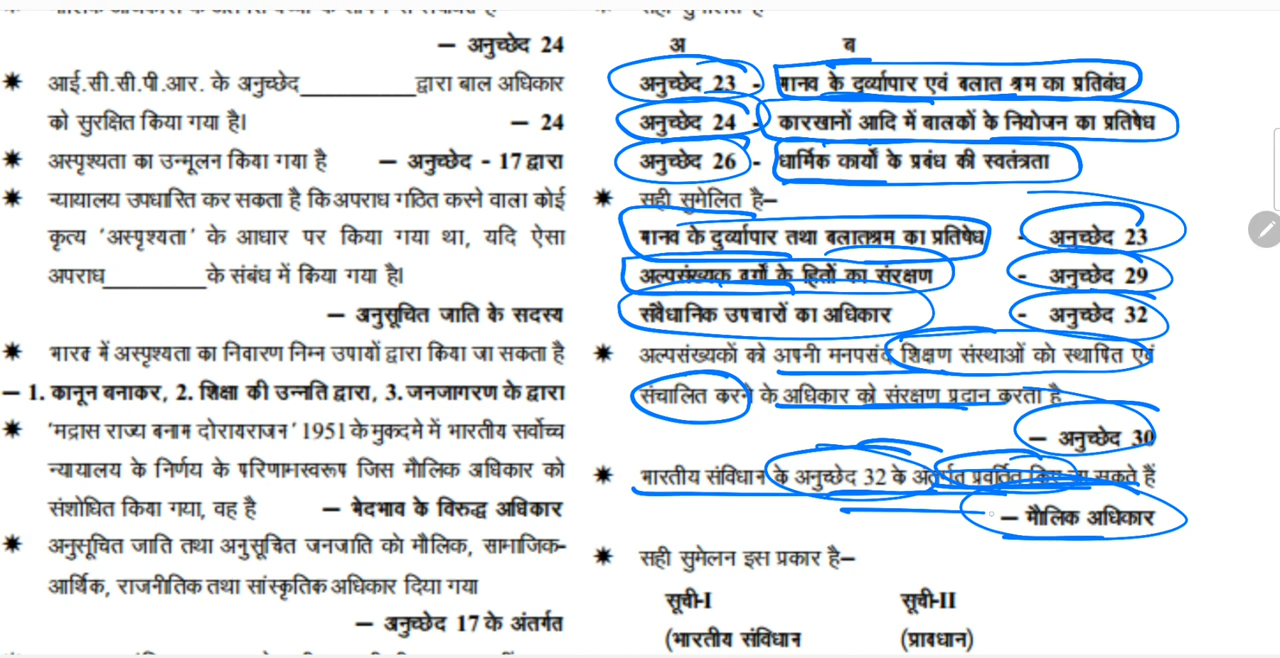 — अनुच्छेद 24
✷ आई.सी.सी.पी.आर. के अनुच्छेद__________द्वारा बाल अधिकार
को सुरक्षित किया गया है। — 24
✷ अस्पृश्यता का उन्मूलन किया गया है — अनुच्छेद - 17 द्वारा
✷ न्यायालय उपधारित कर सकता है कि अपराध गठित करने वाला कोई
कृत्य 'अस्पृश्यता' के आधार पर किया गया था, यदि ऐसा
अपराध_________के संबंध में किया गया है।
— अनुसूचित जाति के सदस्य
✷ भारत में अस्पृश्यता का निवारण निम्न उपायों द्वारा किया जा सकता है
— 1. कानून बनाकर, 2. शिक्षा की उन्नति द्वारा, 3. जनजागरण के द्वारा
✷ 'मद्रास राज्य बनाम दोरायराजन' 1951 के मुकदमे में भारतीय सर्वोच्च
न्यायालय के निर्णय के परिणामस्वरूप जिस मौलिक अधिकार को
संशोधित किया गया, वह है — भेदभाव के विरुद्ध अधिकार
✷ अनुसूचित जाति तथा अनुसूचित जनजाति को मौलिक, सामाजिक-
आर्थिक, राजनीतिक तथा सांस्कृतिक अधिकार दिया गया
— अनुच्छेद 17 के अंतर्गत
अ ब
अनुच्छेद 23 - मानव के दुर्व्यापार एवं बलात श्रम का प्रतिबंध
अनुच्छेद 24 - कारखानों आदि में बालकों के नियोजन का प्रतिषेध
अनुच्छेद 26 - धार्मिक कार्यों के प्रबंध की स्वतंत्रता
✷ सही सुमेलित है–
मानव के दुर्व्यापार तथा बलातश्रम का प्रतिषेध - अनुच्छेद 23
अल्पसंख्यक वर्गों के हितों का संरक्षण - अनुच्छेद 29
संवैधानिक उपचारों का अधिकार - अनुच्छेद 32
✷ अल्पसंख्यकों को अपनी मनपसंद शिक्षण संस्थाओं को स्थापित एवं
संचालित करने के अधिकार को संरक्षण प्रदान करता है
— अनुच्छेद 30
✷ भारतीय संविधान के अनुच्छेद 32 के अंतर्गत प्रवर्तित किए जा सकते हैं
— मौलिक अधिकार
✷ सही सुमेलन इस प्रकार है–
सूची-I सूची-II
(भारतीय संविधान (प्रावधान)